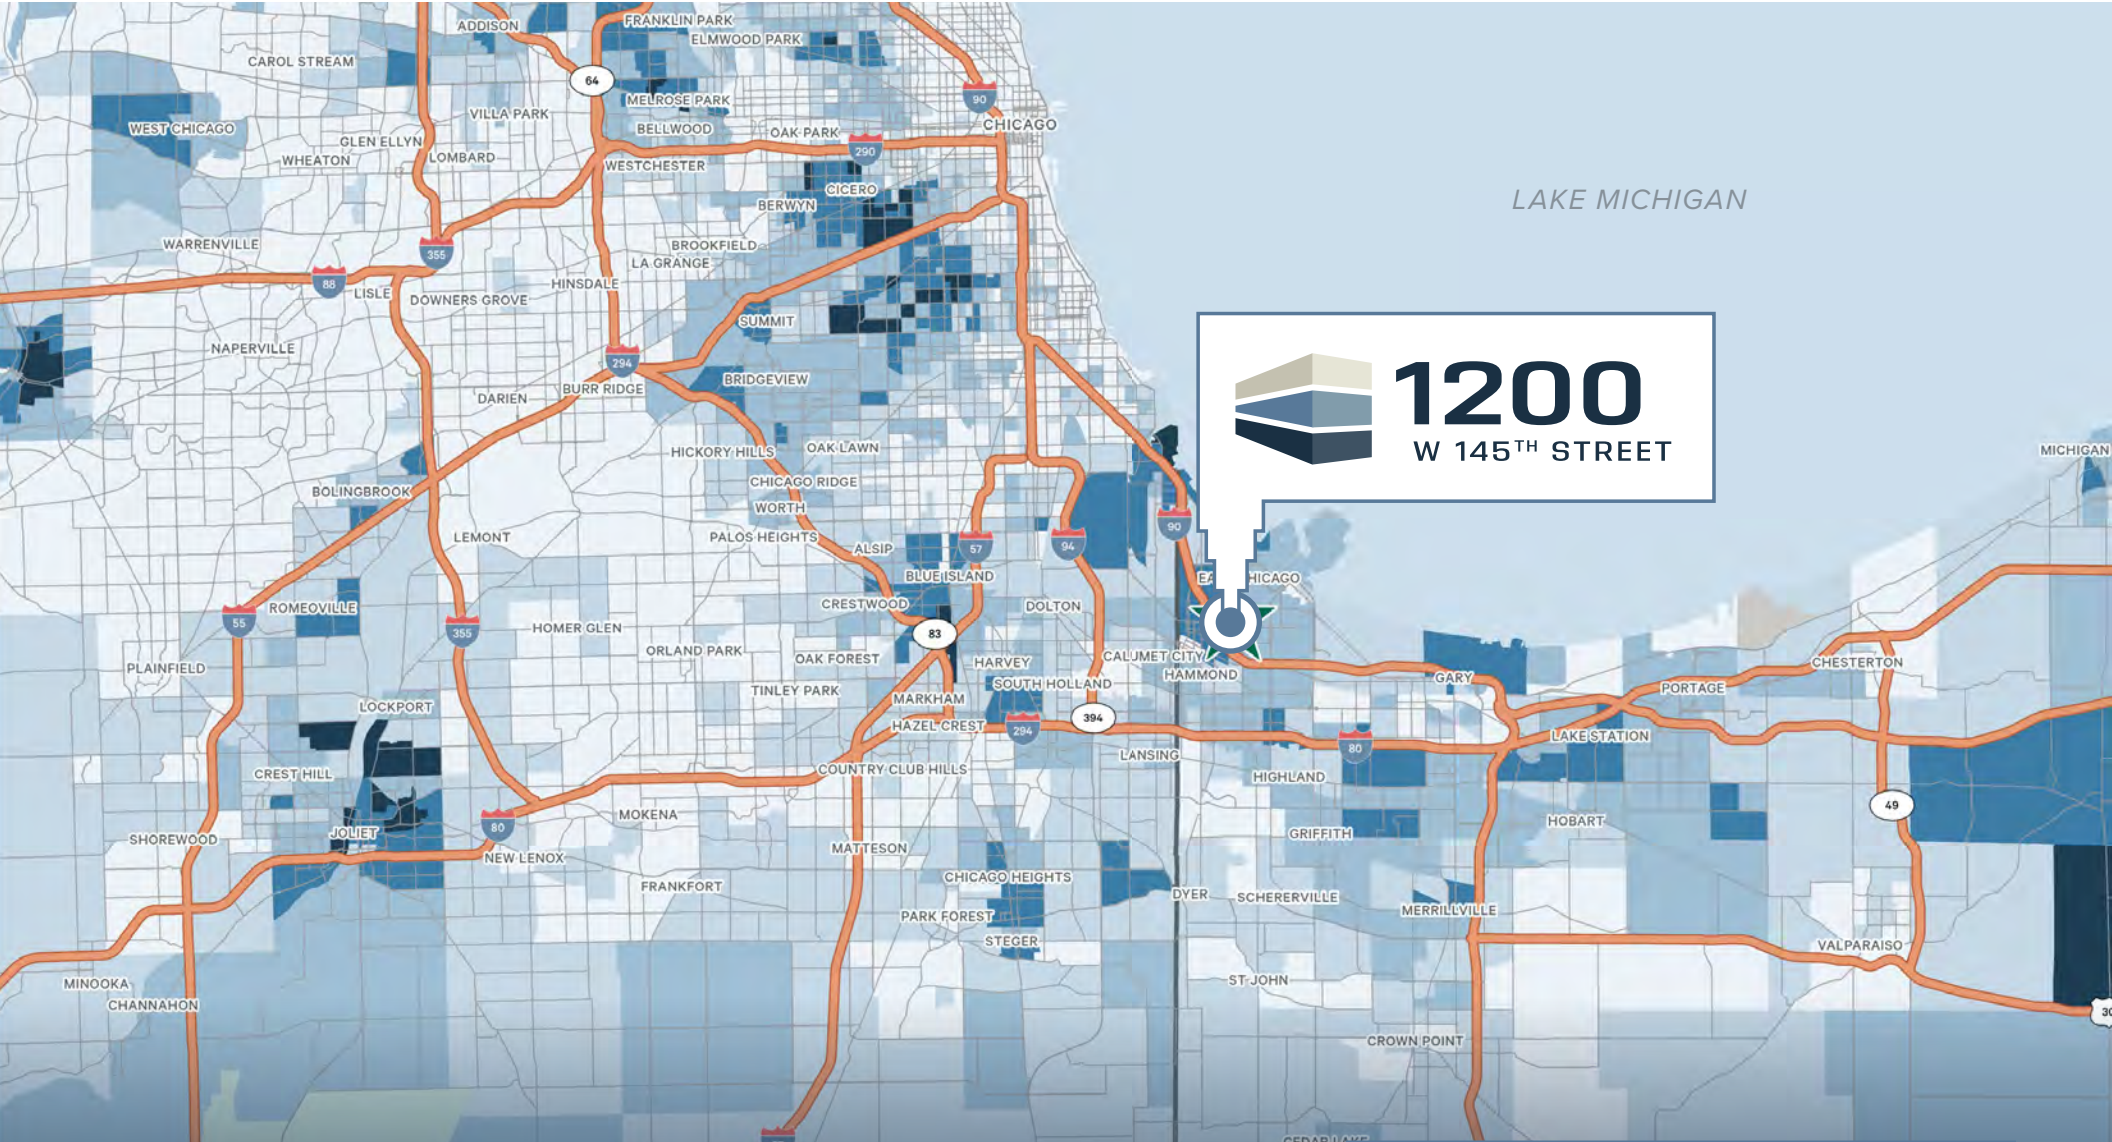 ADDISON
FRANKLIN PARK
ELMWOOD PARK
CAROL STREAM
64
90
MELROSE PARK
VILLA PARK
CHICAGO
WEST CHICAGO
BELLWOOD
OAK PARK
GLEN ELLYN
290
WHEATON
LOMBARD
WESTCHESTER
CICERO
LAKE MICHIGAN
BERWYN
WARRENVILLE
BROOKFIELD
355
LA GRANGE
88
HINSDALE
LISLE
DOWNERS GROVE
SUMMIT
NAPERVILLE
294
BRIDGEVIEW
BURR RIDGE
DARIEN
1200
W 145TH STREET
HICKORY HILLS
OAK LAWN
MICHIGAN
CHICAGO RIDGE
BOLINGBROOK
WORTH
90
LEMONT
PALOS HEIGHTS
ALSIP
57
94
BLUE ISLAND
EA
HICAGO
CRESTWOOD
DOLTON
ROMEOVILLE
55
355
HOMER GLEN
83
ORLAND PARK
OAK FOREST
HARVEY
CALUMET CITY
CHESTERTON
PLAINFIELD
HAMMOND
GARY
SOUTH HOLLAND
PORTAGE
TINLEY PARK
MARKHAM
LOCKPORT
394
HAZEL CREST
294
LAKE STATION
80
LANSING
COUNTRY CLUB HILLS
CREST HILL
HIGHLAND
49
MOKENA
80
HOBART
JOLIET
GRIFFITH
SHOREWOOD
MATTESON
NEW LENOX
CHICAGO HEIGHTS
FRANKFORT
DYER
SCHERERVILLE
MERRILLVILLE
PARK FOREST
STEGER
VALPARAISO
ST JOHN
MINOOKA
CHANNAHON
30
CROWN POINT
CEDAR LAKE